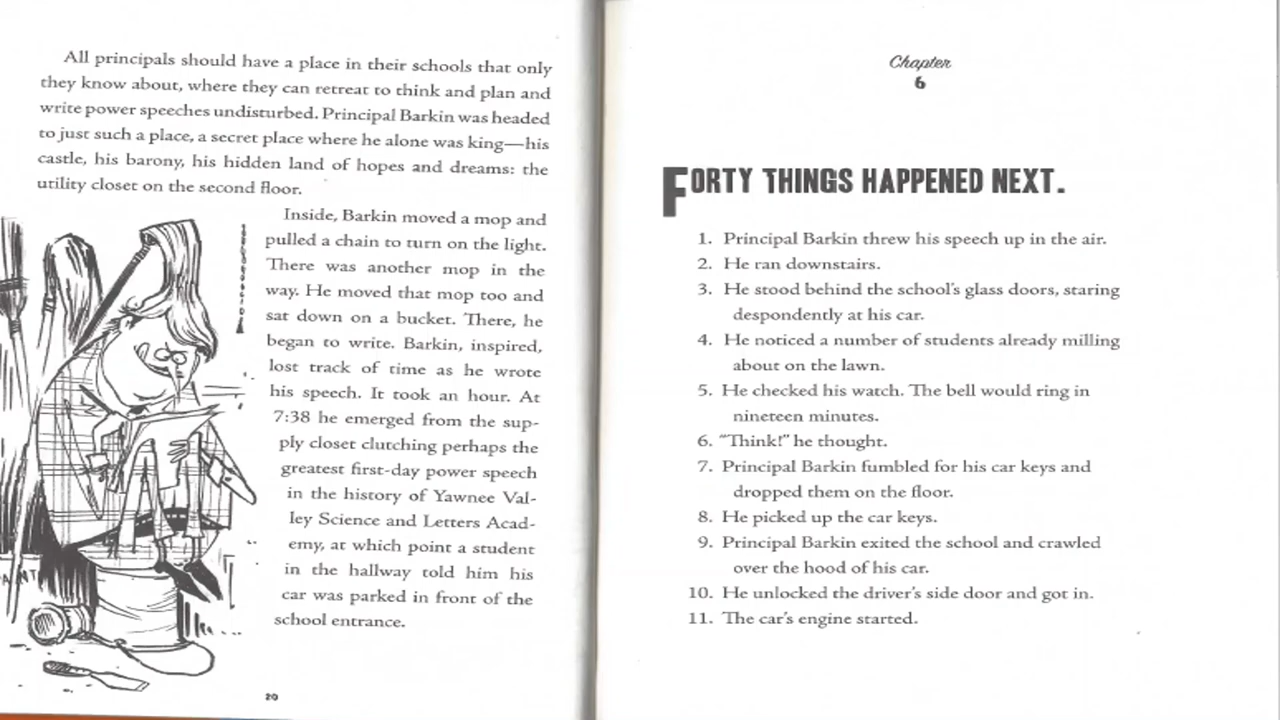 All principals should have a place in their schools that only
they know about, where they can retreat to think and plan and
write power speeches undisturbed. Principal Barkin was headed
to just such a place, a secret place where he alone was king—his
castle, his barony, his hidden land of hopes and dreams: the
utility closet on the second floor.
Inside, Barkin moved a mop and
pulled a chain to turn on the light.
There was another mop in the
way. He moved that mop too and
sat down on a bucket. There, he
began to write. Barkin, inspired,
lost track of time as he wrote
his speech. It took an hour. At
7:38 he emerged from the sup-
ply closet clutching perhaps the
greatest first-day power speech
in the history of Yawnee Val-
ley Science and Letters Acad-
emy, at which point a student
in the hallway told him his
car was parked in front of the
school entrance.
20
Chapter
6
FORTY THINGS HAPPENED NEXT.
1. Principal Barkin threw his speech up in the air.
2. He ran downstairs.
3. He stood behind the school's glass doors, staring
despondently at his car.
4. He noticed a number of students already milling
about on the lawn.
5. He checked his watch. The bell would ring in
nineteen minutes.
6. “Think!” he thought.
7. Principal Barkin fumbled for his car keys and
dropped them on the floor.
8. He picked up the car keys.
9. Principal Barkin exited the school and crawled
over the hood of his car.
10. He unlocked the driver's side door and got in.
11. The car's engine started.